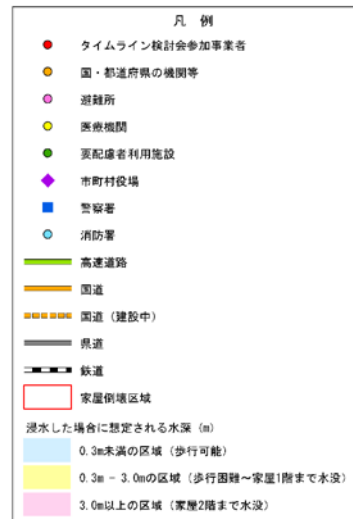 凡 例
タイムライン検討会参加事業者
国・都道府県の機関等
避難所
医療機関
要配慮者利用施設
市町村役場
警察署
消防署
高速道路
国道
国道（建設中）
県道
鉄道
家屋倒壊区域
浸水した場合に想定される水深（m）
0.3m未満の区域（歩行可能）
0.3m - 3.0mの区域（歩行困難～家屋1階まで水没）
3.0m以上の区域（家屋2階まで水没）